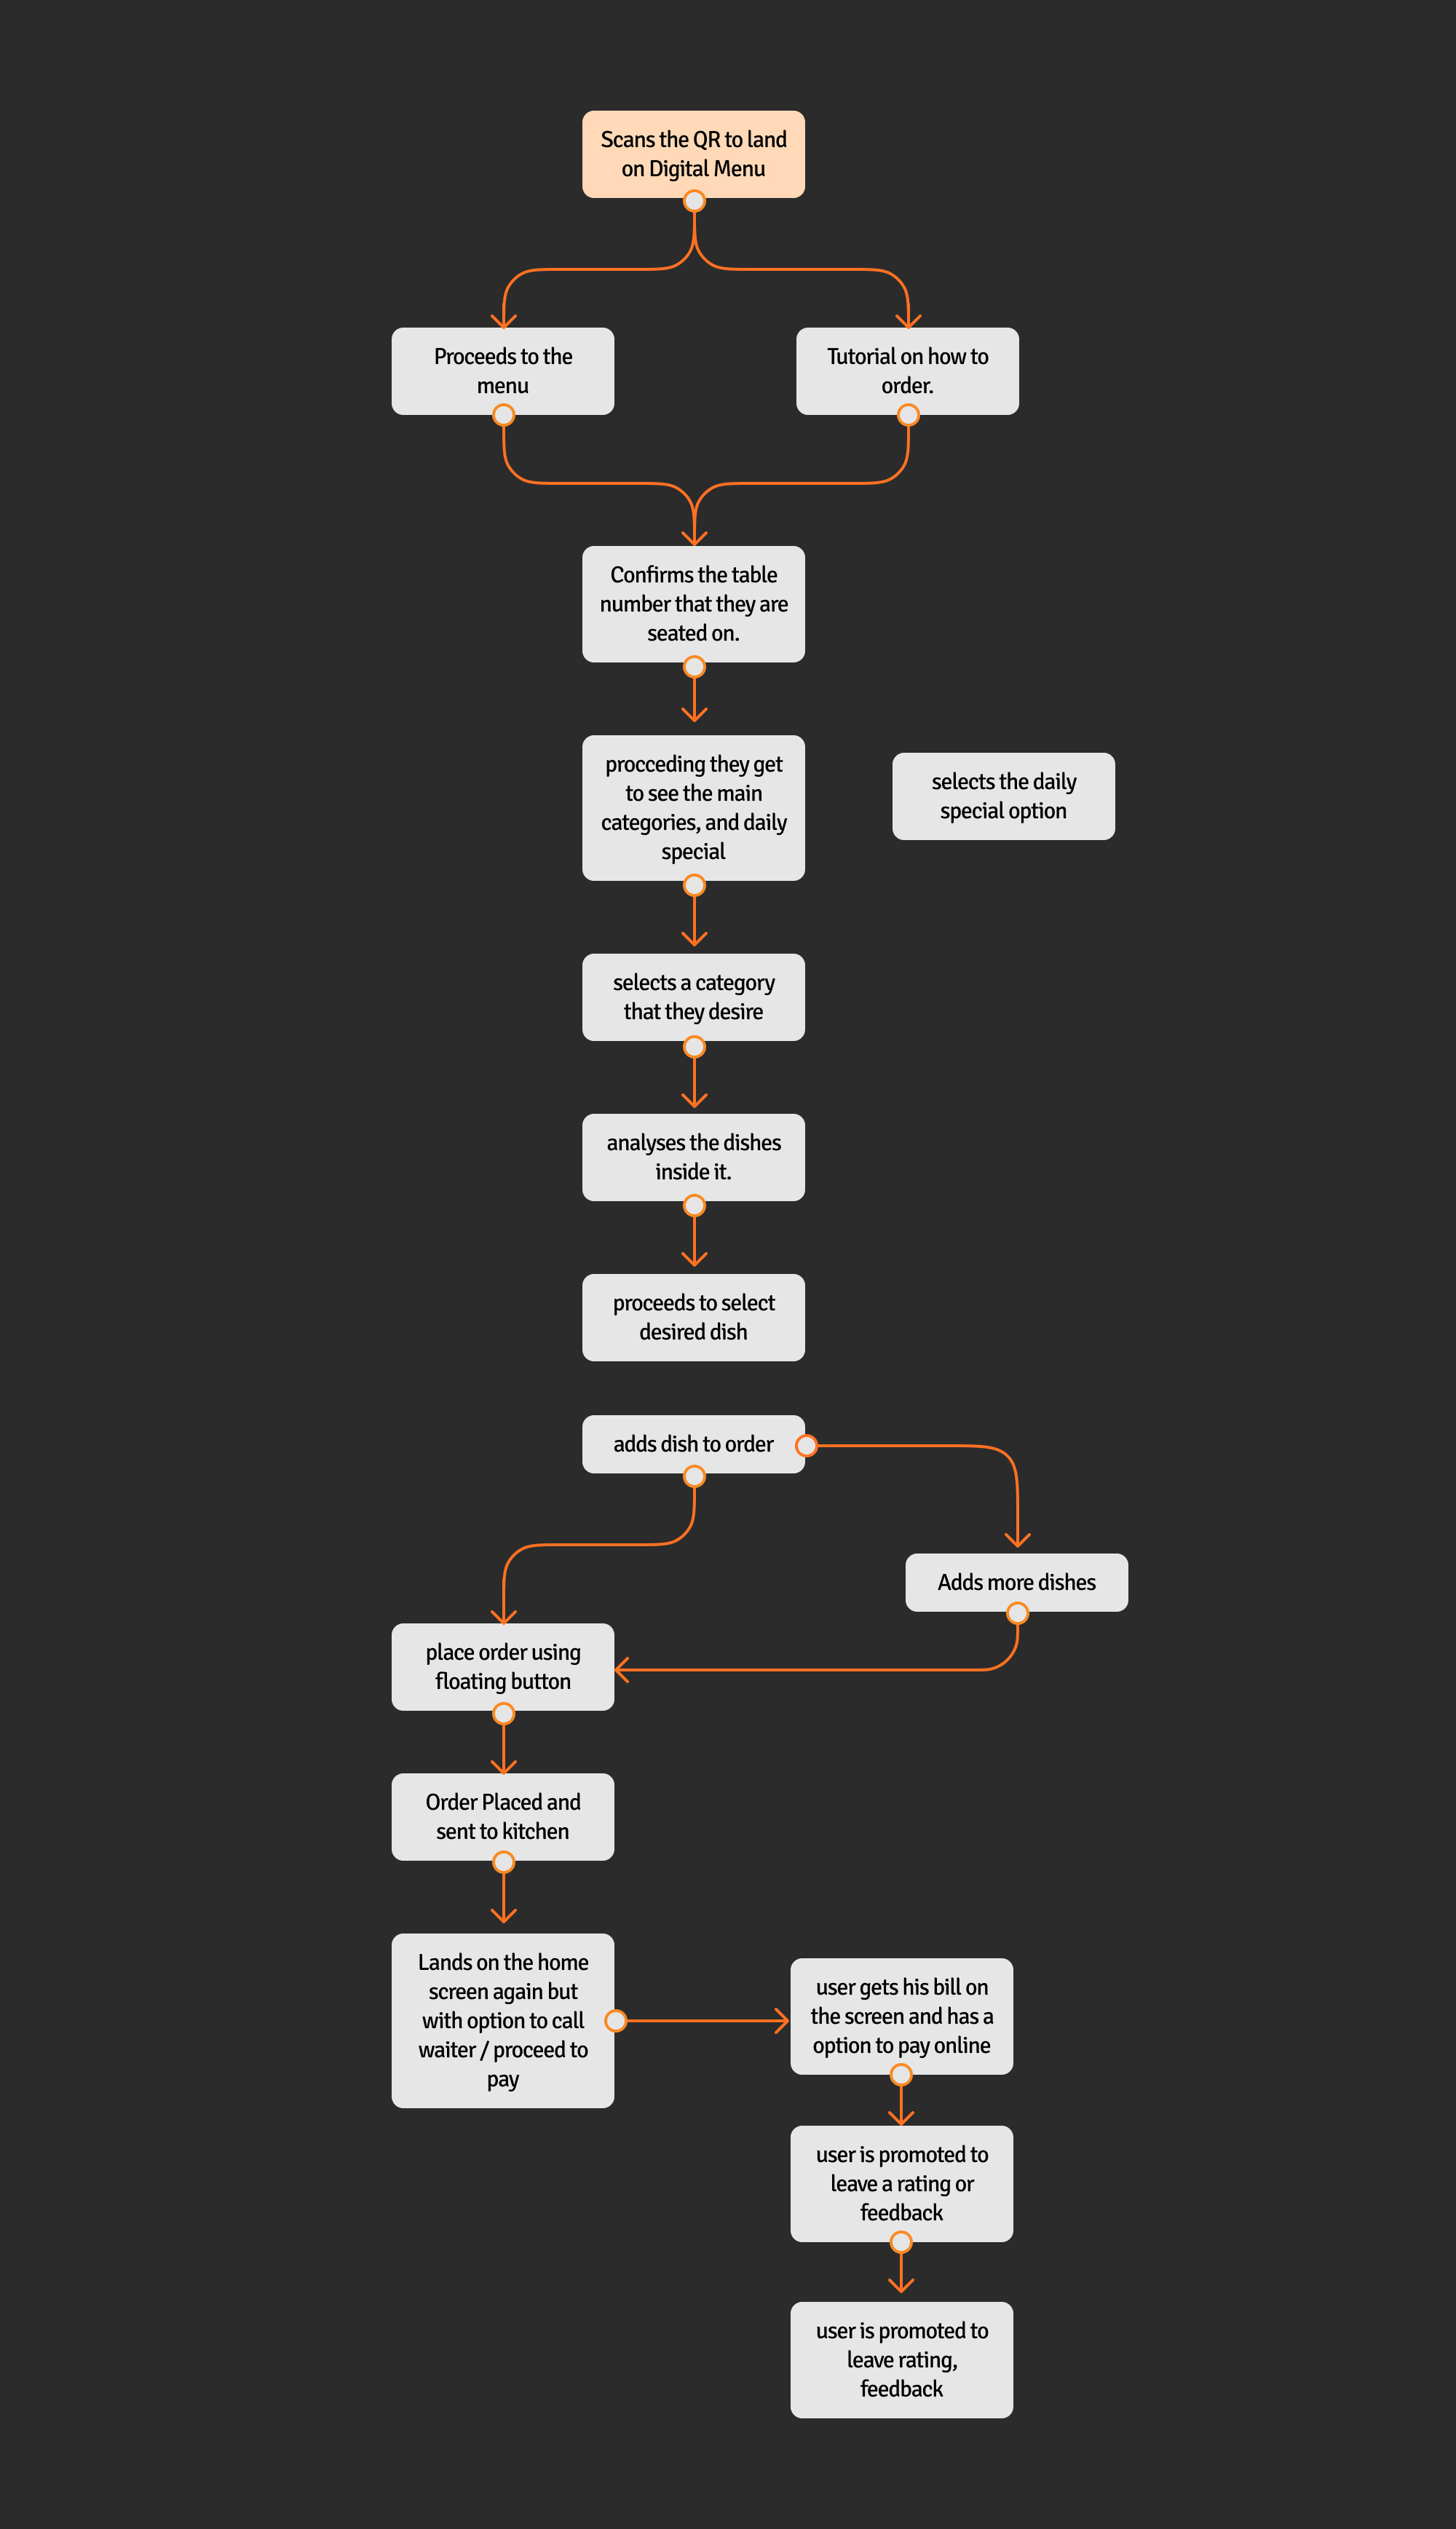 Scans the QR to land
on Digital Menu
Proceeds to the
menu
Tutorial on how to
order.
Confirms the table
number that they are
seated on.
procceding they get
to see the main
categories, and daily
special
selects the daily
special option
selects a category
that they desire
analyses the dishes
inside it.
proceeds to select
desired dish
adds dish to order
Adds more dishes
place order using
floating button
Order Placed and
sent to kitchen
Lands on the home
screen again but
with option to call
waiter / proceed to
pay
user gets his bill on
the screen and has a
option to pay online
user is promoted to
leave a rating or
feedback
user is promoted to
leave rating,
feedback